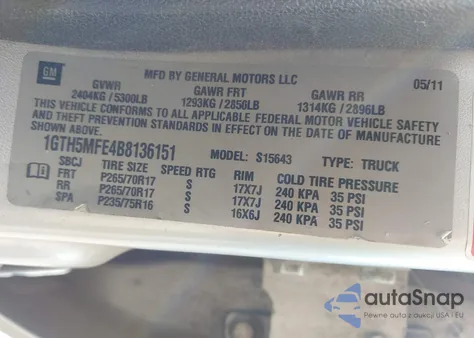 GM
MFD BY GENERAL MOTORS LLC 05/11
GVWR GAWR FRT GAWR RR
2404KG / 5300LB 1293KG / 2850LB 1314KG / 2896LB
THIS VEHICLE CONFORMS TO ALL APPLICABLE FEDERAL MOTOR VEHICLE SAFETY
AND THEFT PREVENTION STANDARDS IN EFFECT ON THE DATE OF MANUFACTURE
SHOWN ABOVE.
1GTH5MFE4B8136151 MODEL: S15643 TYPE: TRUCK
SBCJ TIRE SIZE SPEED RTG RIM COLD TIRE PRESSURE
FRT P265/70R17 S 17X7J 240 KPA 35 PSI
RR P265/70R17 S 17X7J 240 KPA 35 PSI
SPA P235/75R16 S 16X6J 240 KPA 35 PSI
autaSnap
Pewne auta z USA i EU